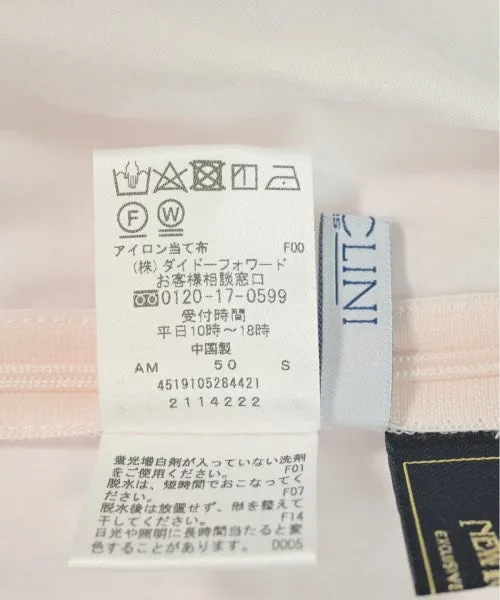 F W
アイロン当て布 F00
(株)ダイドーフォワード
お客様相談窓口
0120-17-0599
受付時間
平日10時〜18時
中国製
AM 50 S
4519105284421
2114222
CLINI
蛍光増白剤が入っていない洗剤
をご使用ください。 F01
脱水は、短時間でおこなってく
ださい。 F07
脱水後は放置せず、形を整えて
干してください。 F14
日光や照明に長時間当たると変
色することがあります。 D005
NEW
EXCLUSIVE